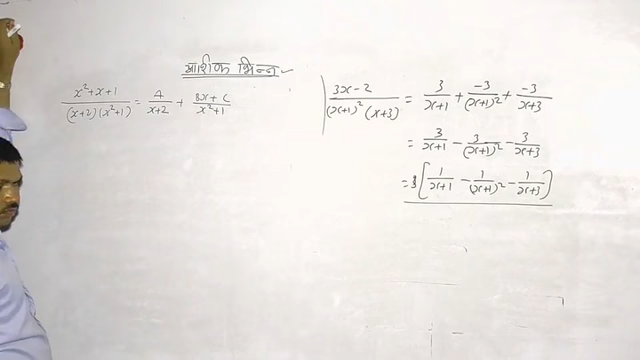 आंशिक भिन्न
(x²+x+1)/((x+2)(x²+1)) = A/(x+2) + (Bx+C)/(x²+1)
(3x-2)/((x+1)²(x+3)) = 3/(x+1) + -3/(x+1)² + -3/(x+3)
= 3/(x+1) - 3/(x+1)² - 3/(x+3)
= 3[1/(x+1) - 1/(x+1)² - 1/(x+3)]